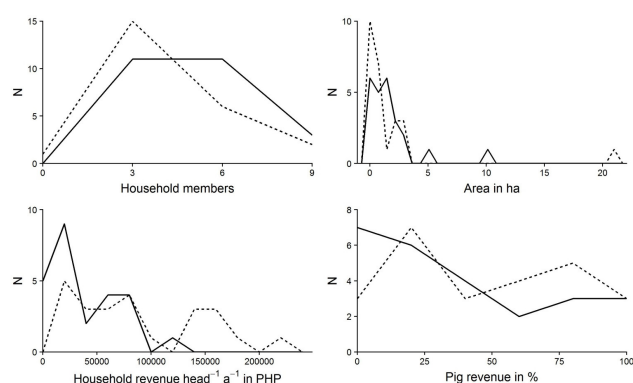 15
10
5
0
N
0 3 6 9
Household members
10
5
0
N
0 5 10 15 20
Area in ha
10
5
0
N
0 50000 100000 150000 200000
Household revenue head⁻¹ a⁻¹ in PHP
8
6
4
2
0
N
0 25 50 75 100
Pig revenue in %